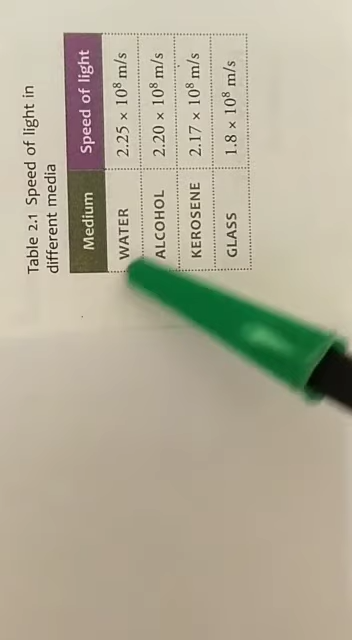 Table 2.1 Speed of light in
different media
Medium Speed of light
WATER 2.25 × 10⁸ m/s
ALCOHOL 2.20 × 10⁸ m/s
KEROSENE 2.17 × 10⁸ m/s
GLASS 1.8 × 10⁸ m/s